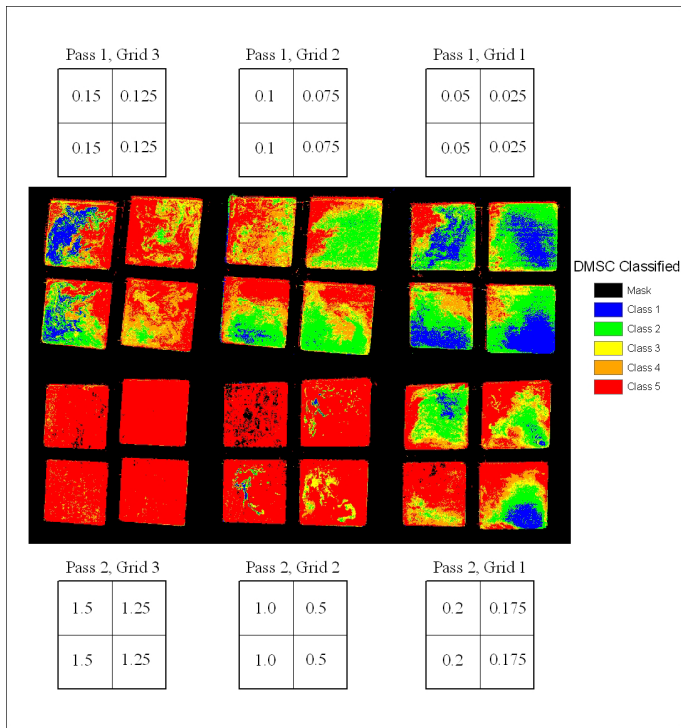 Pass 1, Grid 3 Pass 1, Grid 2 Pass 1, Grid 1
0.15 0.125 0.1 0.075 0.05 0.025
0.15 0.125 0.1 0.075 0.05 0.025
DMSC Classified
Mask
Class 1
Class 2
Class 3
Class 4
Class 5
Pass 2, Grid 3 Pass 2, Grid 2 Pass 2, Grid 1
1.5 1.25 1.0 0.5 0.2 0.175
1.5 1.25 1.0 0.5 0.2 0.175